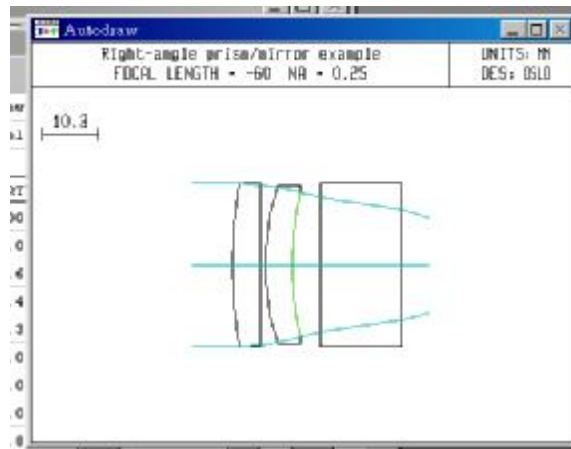 Autodraw
Right-angle prism/mirror example
FOCAL LENGTH = -60 NA = 0.25
UNITS: MM
DES: OSLO
10.3